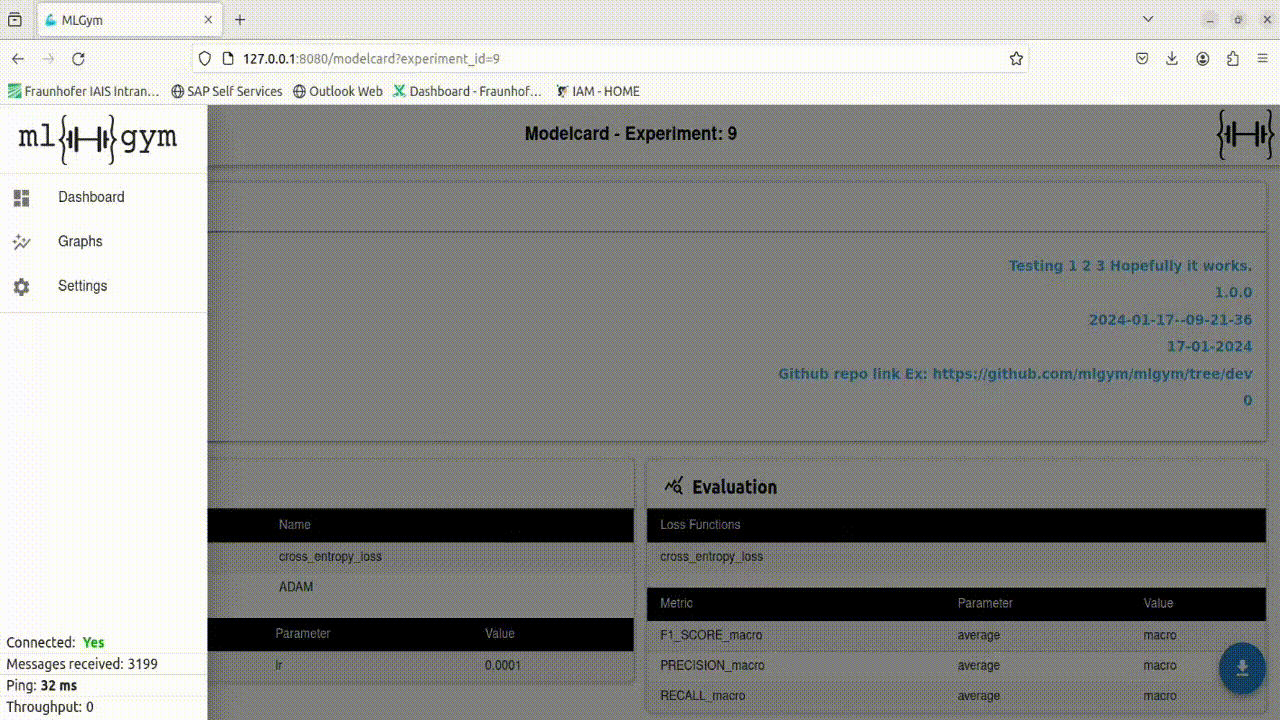 MLGym
127.0.0.1:8080/modelcard?experiment_id=9
Fraunhofer IAIS Intran… SAP Self Services Outlook Web Dashboard - Fraunhof… IAM - HOME
ml{}gym
Modelcard - Experiment: 9
Dashboard
Graphs
Settings
Testing 1 2 3 Hopefully it works.
1.0.0
2024-01-17--09-21-36
17-01-2024
Github repo link Ex: https://github.com/mlgym/mlgym/tree/dev
0
Name
cross_entropy_loss
ADAM
Parameter Value
lr 0.0001
Evaluation
Loss Functions
cross_entropy_loss
Metric Parameter Value
F1_SCORE_macro average macro
PRECISION_macro average macro
RECALL_macro average macro
Connected: Yes
Messages received: 3199
Ping: 32 ms
Throughput: 0